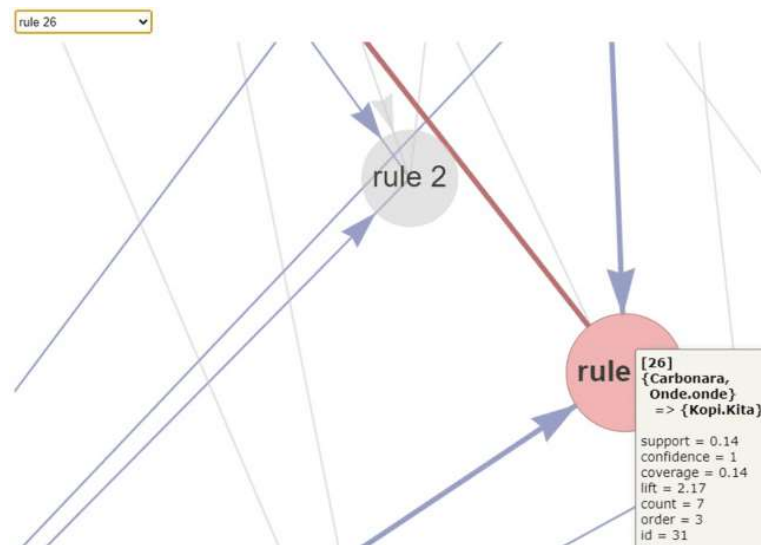 rule 26
rule 2
rule
[26]
{Carbonara,
Onde.onde}
=> {Kopi.Kita}
support = 0.14
confidence = 1
coverage = 0.14
lift = 2.17
count = 7
order = 3
id = 31